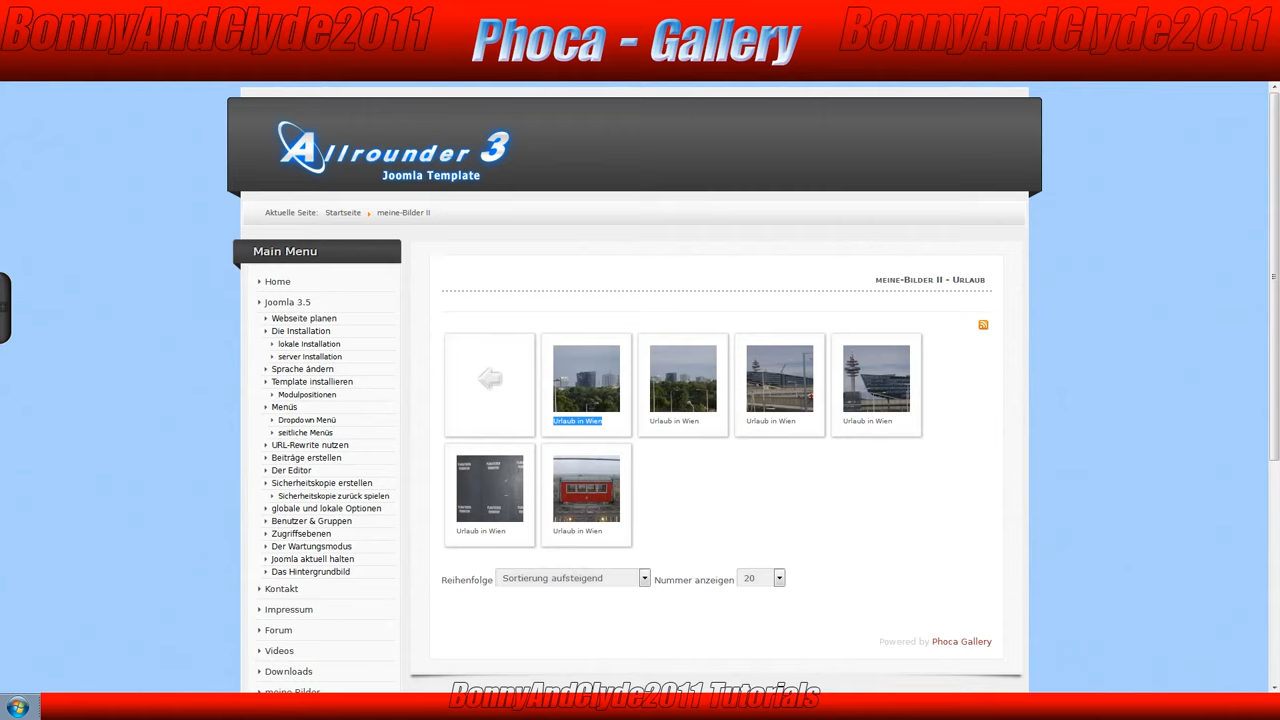 BonnyAndClyde2011
Phoca - Gallery
BonnyAndClyde2011
Allrounder 3
Joomla Template
Aktuelle Seite: Startseite meine-Bilder II
Main Menu
Home
Joomla 3.5
Webseite planen
Die Installation
lokale Installation
server Installation
Sprache ändern
Template installieren
Modulpositionen
Menüs
Dropdown Menü
seitliche Menüs
URL-Rewrite nutzen
Beiträge erstellen
Der Editor
Sicherheitskopie erstellen
Sicherheitskopie zurück spielen
globale und lokale Optionen
Benutzer & Gruppen
Zugriffsebenen
Der Wartungsmodus
Joomla aktuell halten
Das Hintergrundbild
Kontakt
Impressum
Forum
Videos
Downloads
meine Bilder
meine-Bilder II - Urlaub
Urlaub in Wien
Urlaub in Wien
Urlaub in Wien
Urlaub in Wien
Urlaub in Wien
Urlaub in Wien
Reihenfolge Sortierung aufsteigend Nummer anzeigen 20
Powered by Phoca Gallery
BonnyAndClyde2011 Tutorials